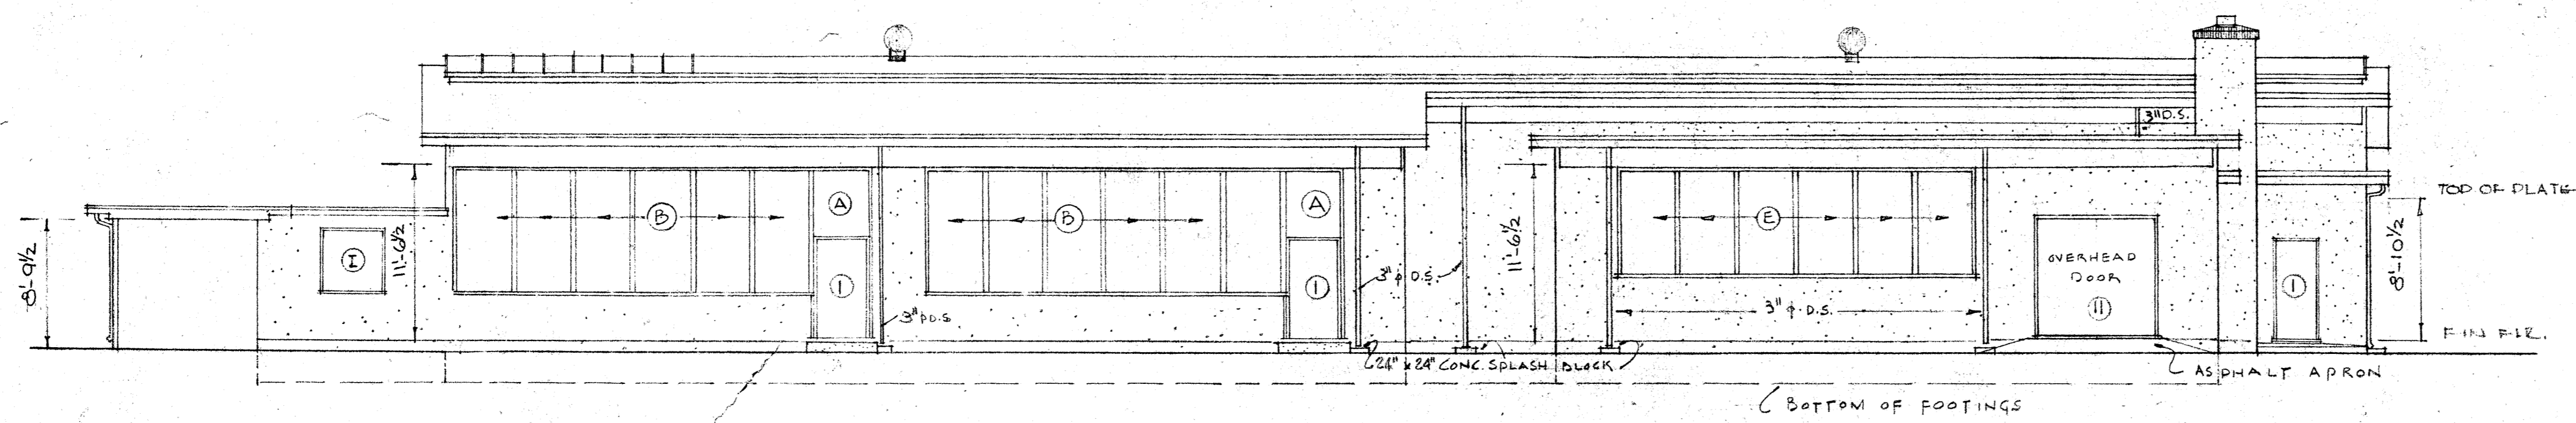 3" D.S.
TOP OF PLATE
A
A
B
B
E
8'-9½
I
11'-6½
11'-6½
8'-10½
OVERHEAD
DOOR
11
1
1
1
3" φ D.S.
3" φ D.S.
3" φ D.S.
FIN FLR.
24" x 24" CONC. SPLASH BLOCK
ASPHALT APRON
BOTTOM OF FOOTINGS